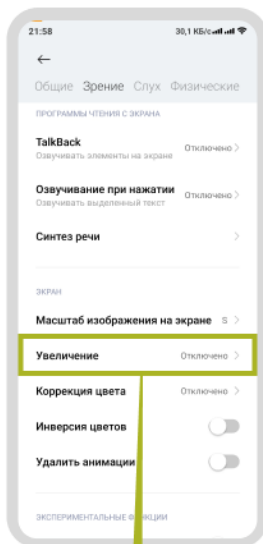 21:58 30,1 КБ/с
Общие Зрение Слух Физические
ПРОГРАММЫ ЧТЕНИЯ С ЭКРАНА
TalkBack
Озвучивать элементы на экране
Отключено
Озвучивание при нажатии
Озвучивать выделенный текст
Отключено
Синтез речи
ЭКРАН
Масштаб изображения на экране S
Увеличение Отключено
Коррекция цвета Отключено
Инверсия цветов
Удалить анимации
ЭКСПЕРИМЕНТАЛЬНЫЕ